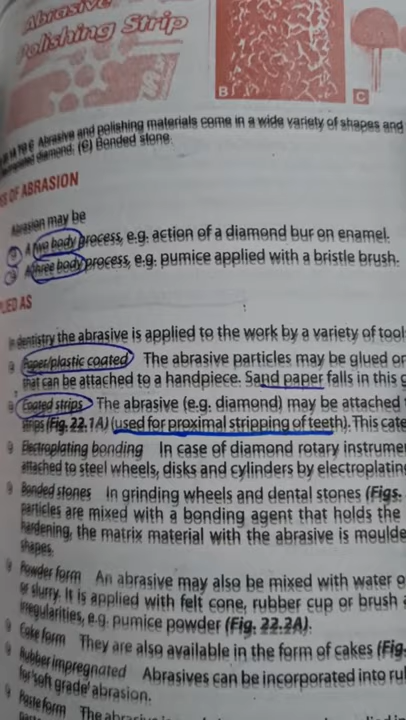 Abrasive
Polishing Strip
B
C
Abrasive and polishing materials come in a wide variety of shapes and
diamond. (C) Bonded stone.
OF ABRASION
Abrasion may be
A two body process, e.g. action of a diamond bur on enamel.
A three body process, e.g. pumice applied with a bristle brush.
LIED AS
In dentistry the abrasive is applied to the work by a variety of tool
Paper/plastic coated The abrasive particles may be glued or
that can be attached to a handpiece. Sand paper falls in this
Coated strips The abrasive (e.g. diamond) may be attached
strips (Fig. 22.1A) (used for proximal stripping of teeth). This cate
Electroplating bonding In case of diamond rotary instrume
attached to steel wheels, disks and cylinders by electroplatin
Bonded stones In grinding wheels and dental stones (Figs.
particles are mixed with a bonding agent that holds the
hardening, the matrix material with the abrasive is moulde
shapes.
Powder form An abrasive may also be mixed with water o
or slurry. It is applied with felt cone, rubber cup or brush
irregularities, e.g. pumice powder (Fig. 22.2A).
Cake form They are also available in the form of cakes (Fig.
Rubber impregnated Abrasives can be incorporated into ru
for 'soft grade' abrasion.
Paste form The